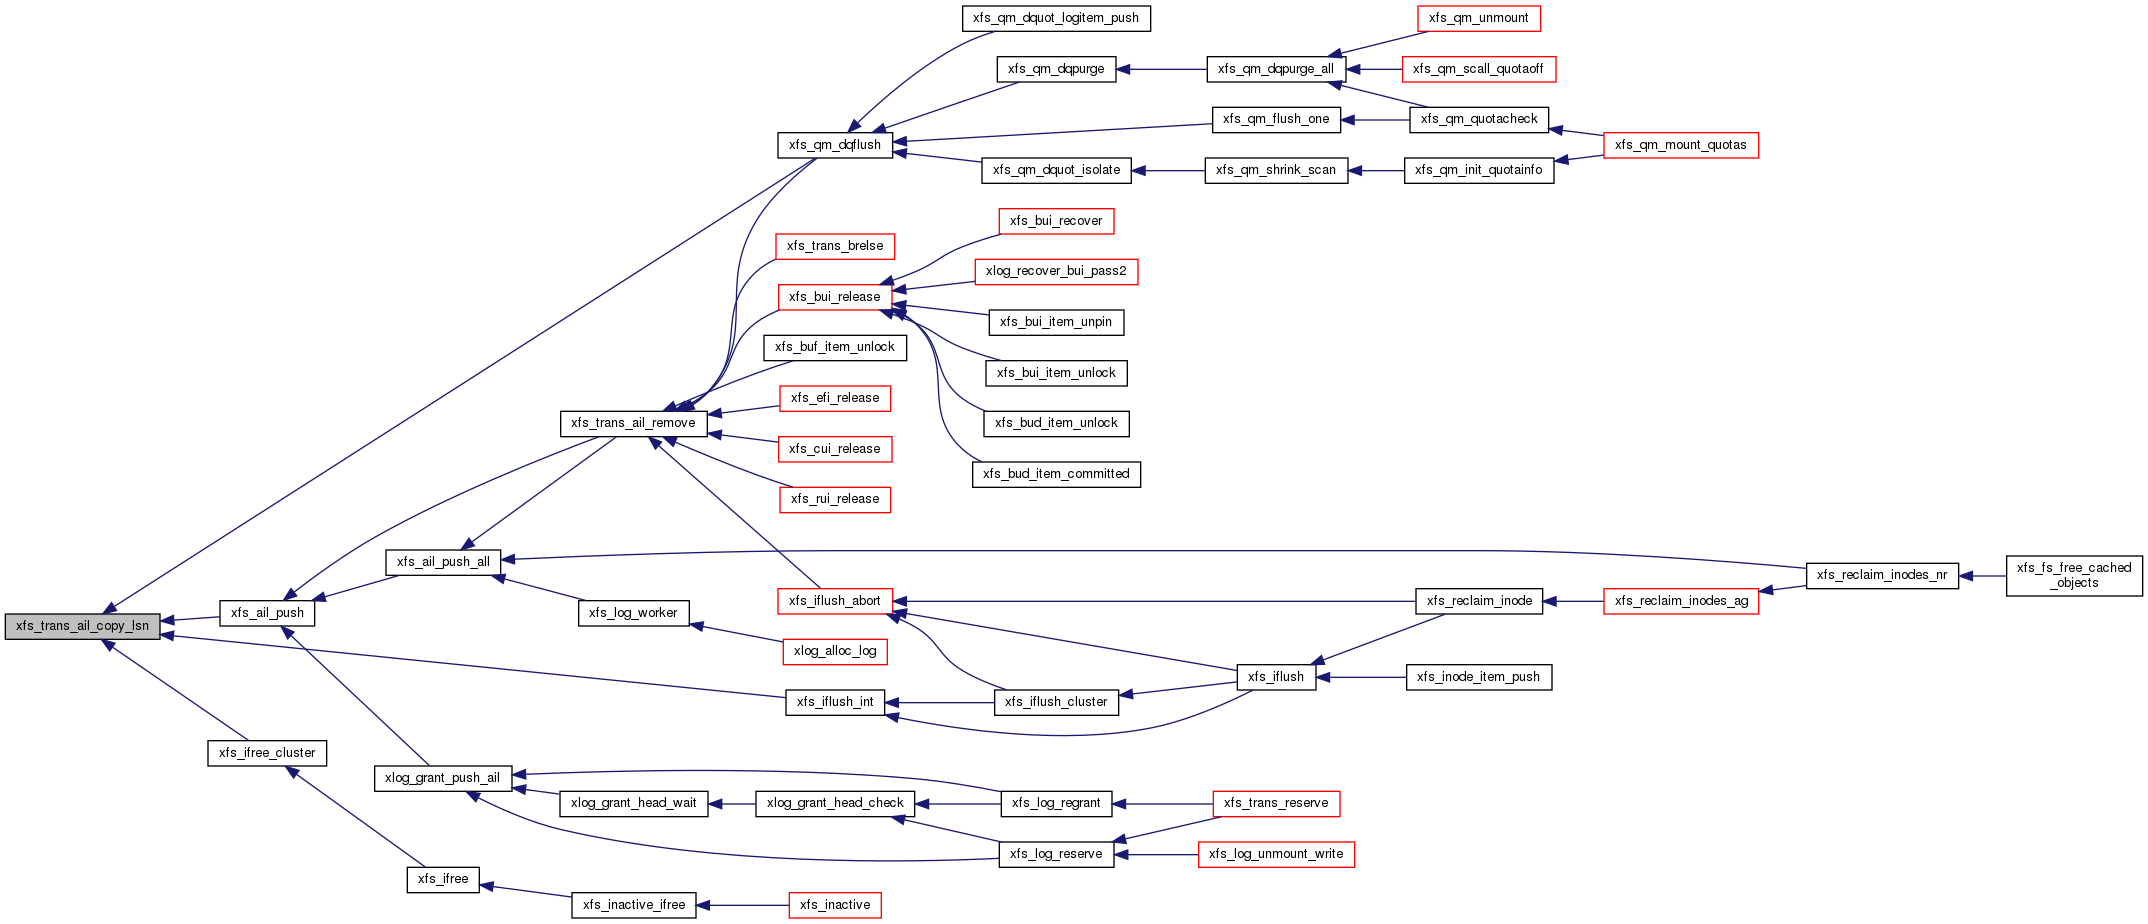 xfs_qm_dquot_logitem_push
xfs_qm_unmount
xfs_qm_dqpurge
xfs_qm_dqpurge_all
xfs_qm_scall_quotaoff
xfs_qm_flush_one
xfs_qm_quotacheck
xfs_qm_dqflush
xfs_qm_mount_quotas
xfs_qm_dquot_isolate
xfs_qm_shrink_scan
xfs_qm_init_quotainfo
xfs_bui_recover
xfs_trans_brelse
xlog_recover_bui_pass2
xfs_bui_release
xfs_bui_item_unpin
xfs_buf_item_unlock
xfs_bui_item_unlock
xfs_efi_release
xfs_trans_ail_remove
xfs_bud_item_unlock
xfs_cui_release
xfs_bud_item_committed
xfs_rui_release
xfs_ail_push_all
xfs_reclaim_inodes_nr
xfs_fs_free_cached
_objects
xfs_ail_push
xfs_log_worker
xfs_iflush_abort
xfs_reclaim_inode
xfs_reclaim_inodes_ag
xfs_trans_ail_copy_lsn
xlog_alloc_log
xfs_iflush
xfs_inode_item_push
xfs_iflush_int
xfs_iflush_cluster
xfs_ifree_cluster
xlog_grant_push_ail
xlog_grant_head_wait
xlog_grant_head_check
xfs_log_regrant
xfs_trans_reserve
xfs_log_reserve
xfs_log_unmount_write
xfs_ifree
xfs_inactive_ifree
xfs_inactive